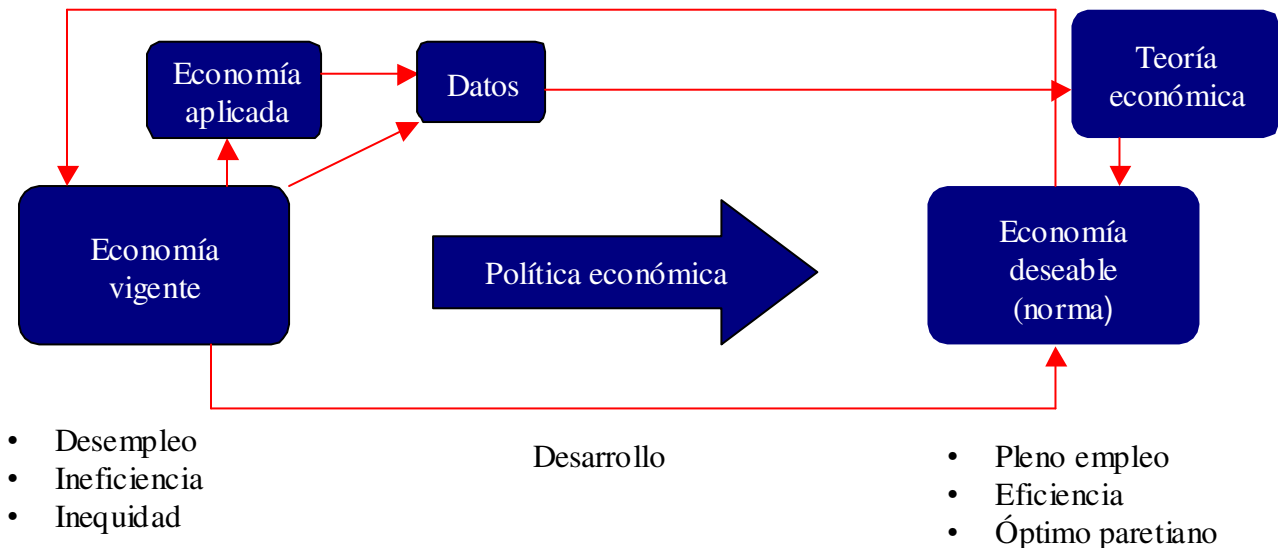 Economía
aplicada
Datos
Teoría
económica
Economía
vigente
Política económica
Economía
deseable
(norma)
• Desempleo
• Ineficiencia
• Inequidad
Desarrollo
• Pleno empleo
• Eficiencia
• Óptimo paretiano